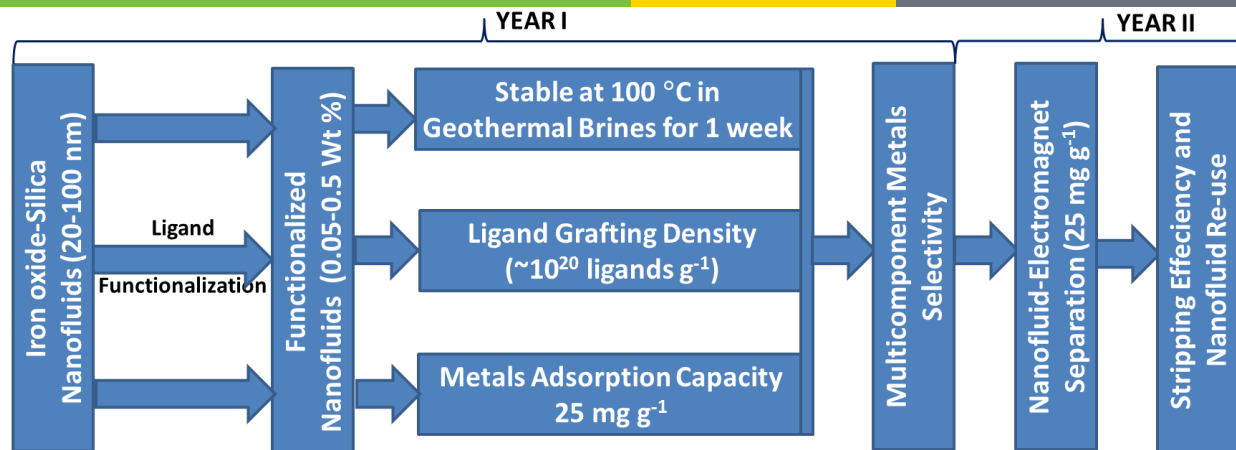 YEAR I
YEAR II
Iron oxide-Silica
Nanofluids (20-100 nm)
Ligand
Functionalization
Functionalized
Nanofluids (0.05-0.5 Wt %)
Stable at 100 °C in
Geothermal Brines for 1 week
Ligand Grafting Density
(~10²⁰ ligands g⁻¹)
Metals Adsorption Capacity
25 mg g⁻¹
Multicomponent Metals
Selectivity
Nanofluid-Electromagnet
Separation (25 mg g⁻¹)
Stripping Effeciency and
Nanofluid Re-use